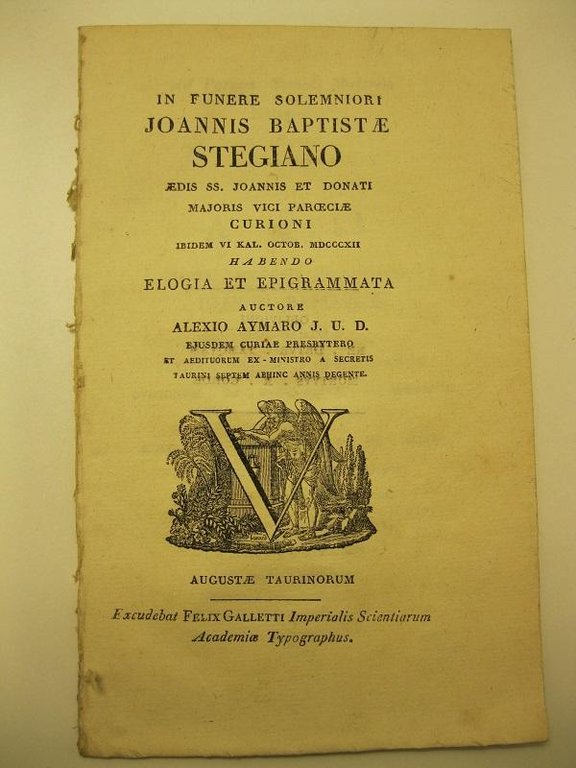 IN FUNERE SOLEMNIORI
JOANNIS BAPTISTÆ
STEGIANO
ÆDIS SS. JOANNIS ET DONATI
MAJORIS VICI PARŒCIÆ
CURIONI
IBIDEM VI KAL. OCTOB. MDCCCXII
HABENDO
ELOGIA ET EPIGRAMMATA
AUCTORE
ALEXIO AYMARO J. U. D.
EJUSDEM CURIAE PRESBYTERO
ET AEDITUORUM EX-MINISTRO A SECRETIS
TAURINI SEPTEM ABHINC ANNIS DEGENTE.
V
AUGUSTÆ TAURINORUM
Excudebat FELIX GALLETTI Imperialis Scientiarum
Academiæ Typographus.